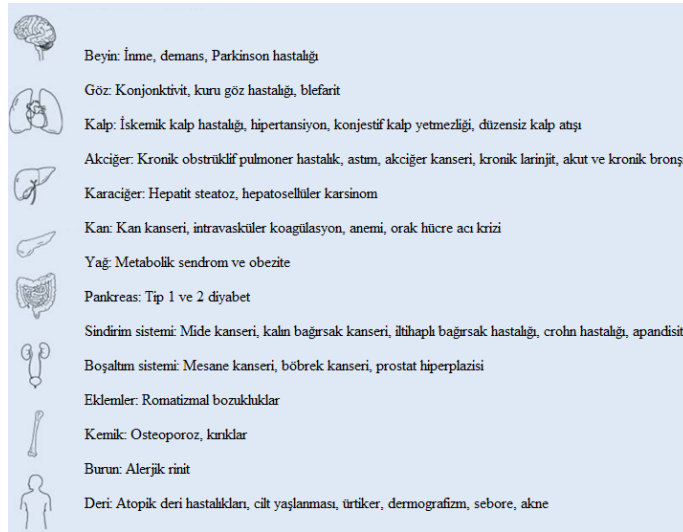 Beyin: İnme, demans, Parkinson hastalığı
Göz: Konjonktivit, kuru göz hastalığı, blefarit
Kalp: İskemik kalp hastalığı, hipertansiyon, konjestif kalp yetmezliği, düzensiz kalp atışı
Akciğer: Kronik obstrüklif pulmoner hastalık, astım, akciğer kanseri, kronik larinjit, akut ve kronik bronşi
Karaciğer: Hepatit steatoz, hepatosellüler karsinom
Kan: Kan kanseri, intravasküler koagülasyon, anemi, orak hücre acı krizi
Yağ: Metabolik sendrom ve obezite
Pankreas: Tip 1 ve 2 diyabet
Sindirim sistemi: Mide kanseri, kalın bağırsak kanseri, iltihaplı bağırsak hastalığı, crohn hastalığı, apandisit
Boşaltım sistemi: Mesane kanseri, böbrek kanseri, prostat hiperplazisi
Eklemler: Romatizmal bozukluklar
Kemik: Osteoporoz, kırıklar
Burun: Alerjik rinit
Deri: Atopik deri hastalıkları, cilt yaşlanması, ürtiker, dermografizm, sebore, akne